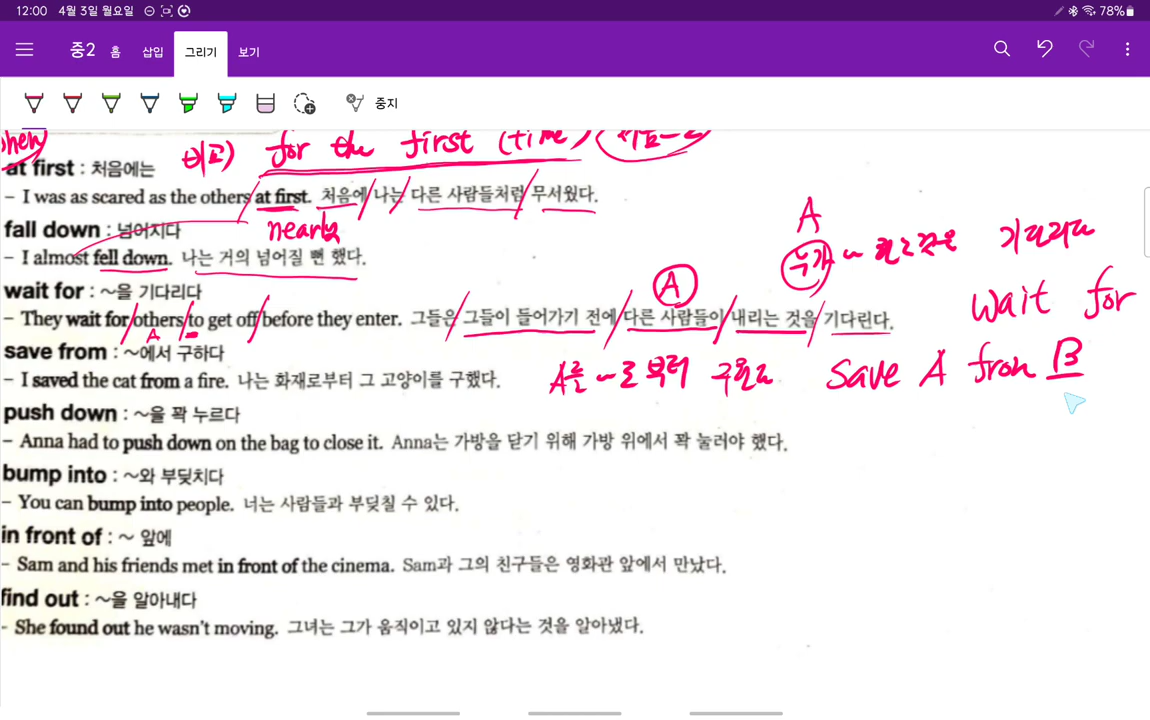 12:00 4월 3일 월요일 78%
중2 홈 삽입 그리기 보기
중지
비교) for the first (time)
at first : 처음에는
– I was as scared as the others at first. 처음에 나는 다른 사람들처럼 무서웠다.
fall down : 넘어지다
nearly
– I almost fell down. 나는 거의 넘어질 뻔 했다.
A
누가 ~ 기다리다
wait for : ~을 기다리다
A
wait for
– They wait for others to get off before they enter. 그들은 그들이 들어가기 전에 다른 사람들이 내리는 것을 기다린다.
A
save from : ~에서 구하다
– I saved the cat from a fire. 나는 화재로부터 그 고양이를 구했다.
A를 ~로부터 구하다 save A from B
push down : ~을 꽉 누르다
– Anna had to push down on the bag to close it. Anna는 가방을 닫기 위해 가방 위에서 꽉 눌러야 했다.
bump into : ~와 부딪치다
– You can bump into people. 너는 사람들과 부딪칠 수 있다.
in front of : ~ 앞에
– Sam and his friends met in front of the cinema. Sam과 그의 친구들은 영화관 앞에서 만났다.
find out : ~을 알아내다
- She found out he wasn't moving. 그녀는 그가 움직이고 있지 않다는 것을 알아냈다.